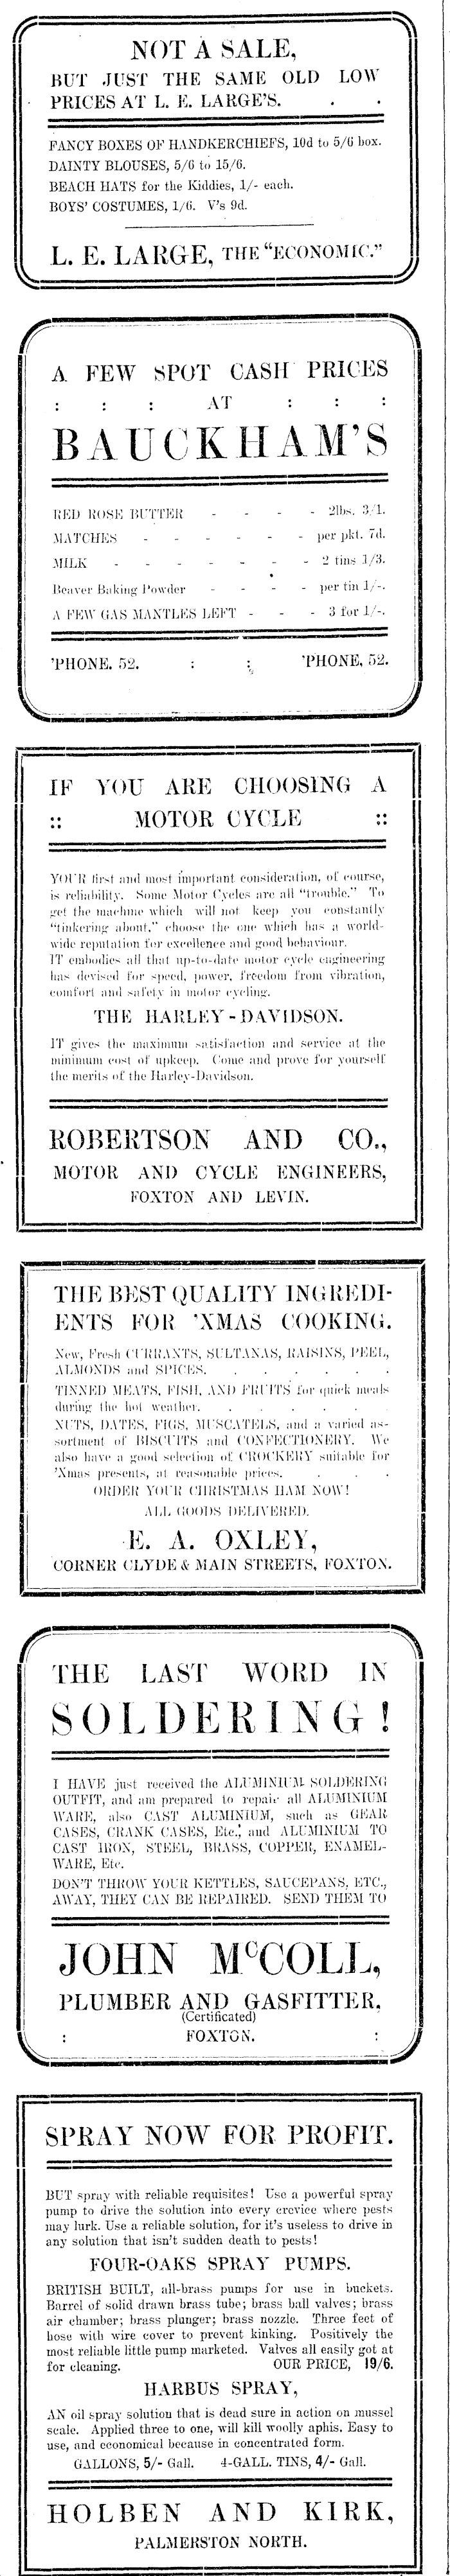 NOT A SALE,
BUT JUST THE SAME OLD LOW
PRICES AT L. E. LARGE'S. . .
FANCY BOXES OF HANDKERCHIEFS, 10d to 5/6 box.
DAINTY BLOUSES, 5/6 to 15/6.
BEACH HATS for the Kiddies, 1/- each.
BOYS' COSTUMES, 1/6. V's 9d.
L. E. LARGE, THE "ECONOMIC."
A FEW SPOT CASH PRICES
: : : AT : : :
BAUCKHAM'S
RED ROSE BUTTER - - - - 2lbs. 3/1.
MATCHES - - - - - - per pkt. 7d.
MILK - - - - - - - 2 tins 1/3.
Beaver Baking Powder - - - - per tin 1/-.
A FEW GAS MANTLES LEFT - - - 3 for 1/-.
'PHONE. 52. : : 'PHONE, 52.
IF YOU ARE CHOOSING A
:: MOTOR CYCLE ::
YOUR first and most important consideration, of course,
is reliability. Some Motor Cycles are all "trouble." To
get the machine which will not keep you constantly
"tinkering about," choose the one which has a world-
wide reputation for excellence and good behaviour.
IT embodies all that up-to-date motor cycle engineering
has devised for speed, power, freedom from vibration,
comfort and safety in motor cycling.
THE HARLEY-DAVIDSON.
IT gives the maximum satisfaction and service at the
minimum cost of upkeep. Come and prove for yourself
the merits of the Harley-Davidson.
ROBERTSON AND CO.,
MOTOR AND CYCLE ENGINEERS,
FOXTON AND LEVIN.
THE BEST QUALITY INGREDI-
ENTS FOR 'XMAS COOKING.
New, Fresh CURRANTS, SULTANAS, RAISINS, PEEL,
ALMONDS and SPICES. . . . . . .
TINNED MEATS, FISH, AND FRUITS for quick meals
during the hot weather. . . . . . .
NUTS, DATES, FIGS, MUSCATELS, and a varied as-
sortment of BISCUITS and CONFECTIONERY. We
also have a good selection of CROCKERY suitable for
'Xmas presents, at reasonable prices. . . . .
ORDER YOUR CHRISTMAS HAM NOW!
ALL GOODS DELIVERED.
E. A. OXLEY,
CORNER CLYDE & MAIN STREETS, FOXTON.
THE LAST WORD IN
SOLDERING!
I HAVE just received the ALUMINIUM SOLDERING
OUTFIT, and am prepared to repair all ALUMINIUM
WARE, also CAST ALUMINIUM, such as GEAR
CASES, CRANK CASES, Etc., and ALUMINIUM TO
CAST IRON, STEEL, BRASS, COPPER, ENAMEL-
WARE, Etc.
DON'T THROW YOUR KETTLES, SAUCEPANS, ETC.,
AWAY, THEY CAN BE REPAIRED. SEND THEM TO
JOHN McCOLL,
PLUMBER AND GASFITTER,
(Certificated)
: FOXTON. :
SPRAY NOW FOR PROFIT.
BUT spray with reliable requisites! Use a powerful spray
pump to drive the solution into every crevice where pests
may lurk. Use a reliable solution, for it's useless to drive in
any solution that isn't sudden death to pests!
FOUR-OAKS SPRAY PUMPS.
BRITISH BUILT, all-brass pumps for use in buckets.
Barrel of solid drawn brass tube; brass ball valves; brass
air chamber; brass plunger; brass nozzle. Three feet of
hose with wire cover to prevent kinking. Positively the
most reliable little pump marketed. Valves all easily got at
for cleaning. OUR PRICE, 19/6.
HARBUS SPRAY,
AN oil spray solution that is dead sure in action on mussel
scale. Applied three to one, will kill woolly aphis. Easy to
use, and economical because in concentrated form.
GALLONS, 5/- Gall. 4-GALL. TINS, 4/- Gall.
HOLBEN AND KIRK,
PALMERSTON NORTH.